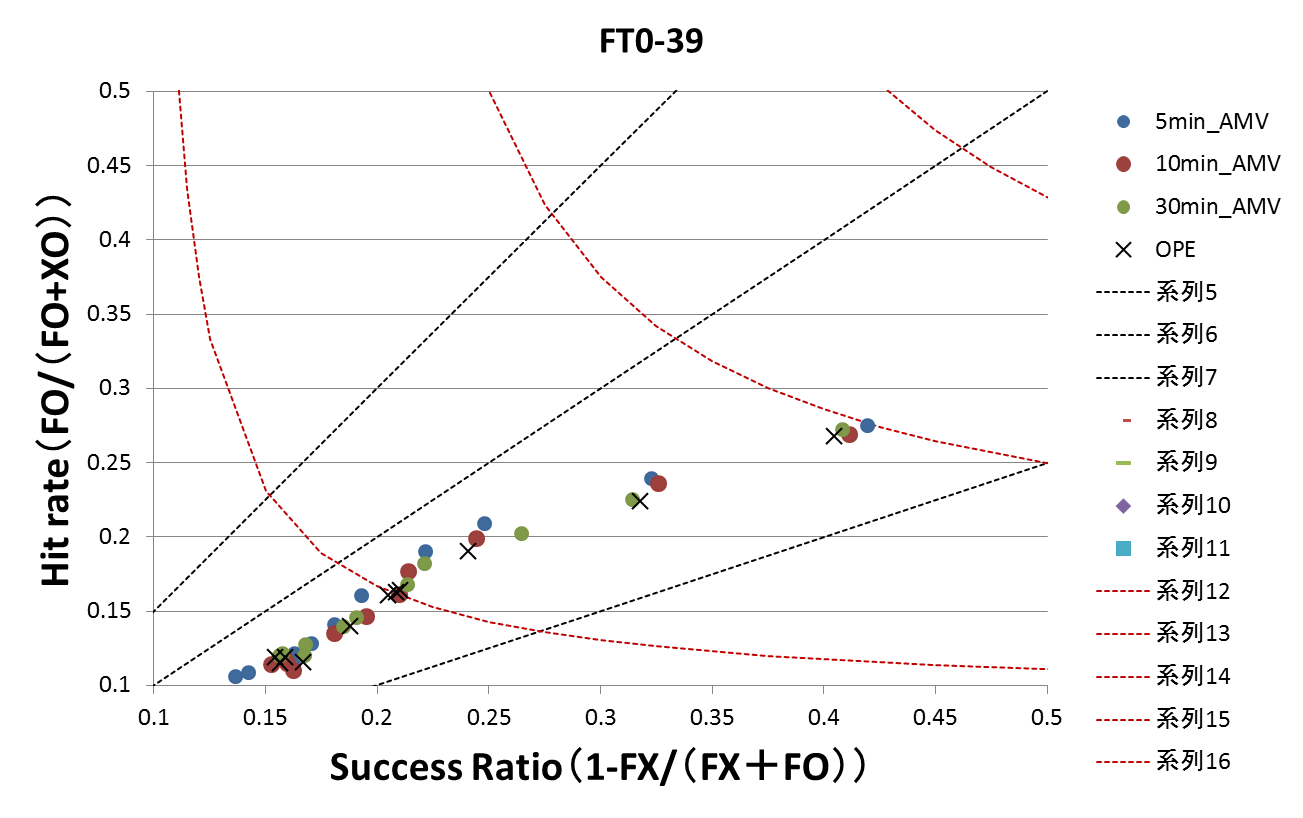 FT0-39
Hit rate（FO/（FO+XO））
0.5
0.45
0.4
0.35
0.3
0.25
0.2
0.15
0.1
0.1 0.15 0.2 0.25 0.3 0.35 0.4 0.45 0.5
Success Ratio（1-FX/（FX＋FO））
5min_AMV
10min_AMV
30min_AMV
OPE
系列5
系列6
系列7
系列8
系列9
系列10
系列11
系列12
系列13
系列14
系列15
系列16